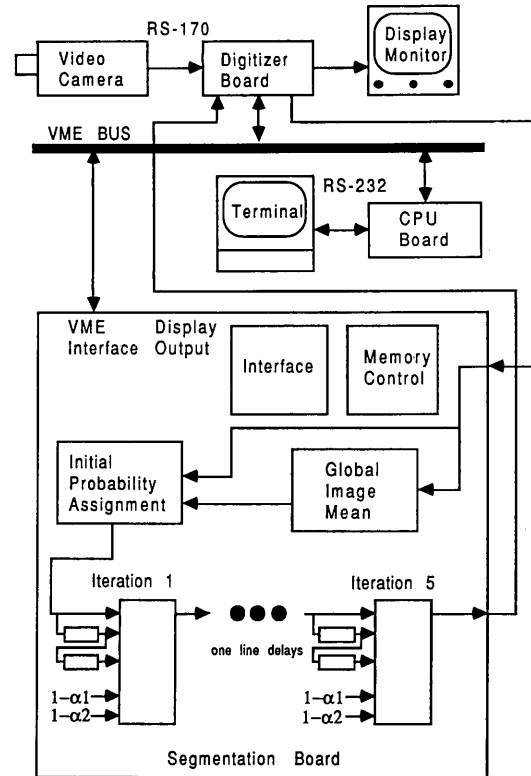 RS-170
Video
Camera
Digitizer
Board
Display
Monitor
VME BUS
RS-232
Terminal
CPU
Board
VME Display
Interface Output
Interface
Memory
Control
Initial
Probability
Assignment
Global
Image
Mean
Iteration 1
Iteration 5
one line delays
1-α1
1-α2
1-α1
1-α2
Segmentation Board